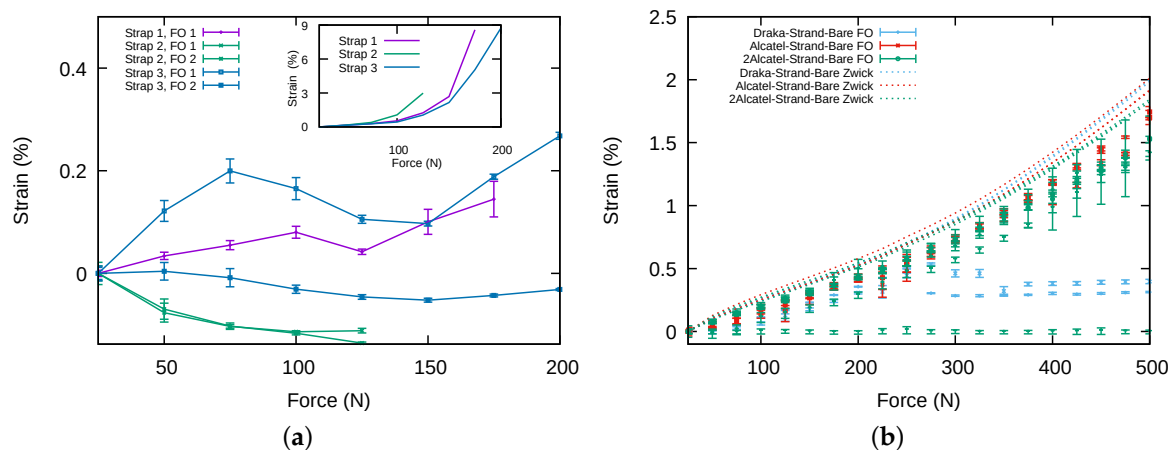 Strap 1, FO 1
Strap 2, FO 1
Strap 2, FO 2
Strap 3, FO 1
Strap 3, FO 2
Strap 1
Strap 2
Strap 3
Strain (%)
0
3
6
9
100
200
Force (N)
Strain (%)
0.4
0.2
0
50
100
150
200
Force (N)
(a)
Draka-Strand-Bare FO
Alcatel-Strand-Bare FO
2Alcatel-Strand-Bare FO
Draka-Strand-Bare Zwick
Alcatel-Strand-Bare Zwick
2Alcatel-Strand-Bare Zwick
Strain (%)
2.5
2
1.5
1
0.5
0
100
200
300
400
500
Force (N)
(b)